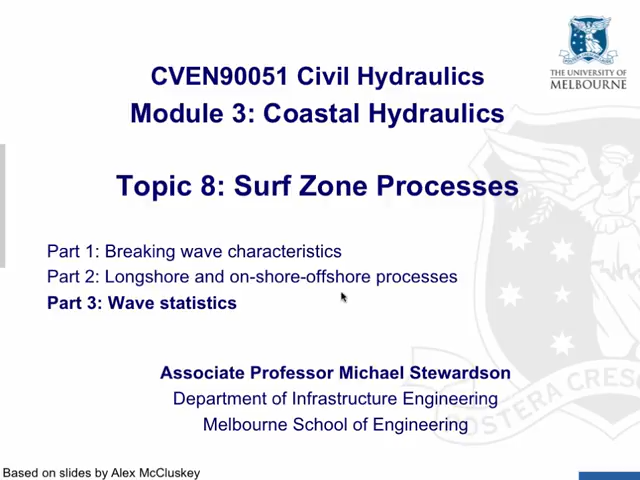 THE UNIVERSITY OF
MELBOURNE
CVEN90051 Civil Hydraulics
Module 3: Coastal Hydraulics
Topic 8: Surf Zone Processes
Part 1: Breaking wave characteristics
Part 2: Longshore and on-shore-offshore processes
Part 3: Wave statistics
Associate Professor Michael Stewardson
Department of Infrastructure Engineering
Melbourne School of Engineering
OSTERA CRESC
Based on slides by Alex McCluskey